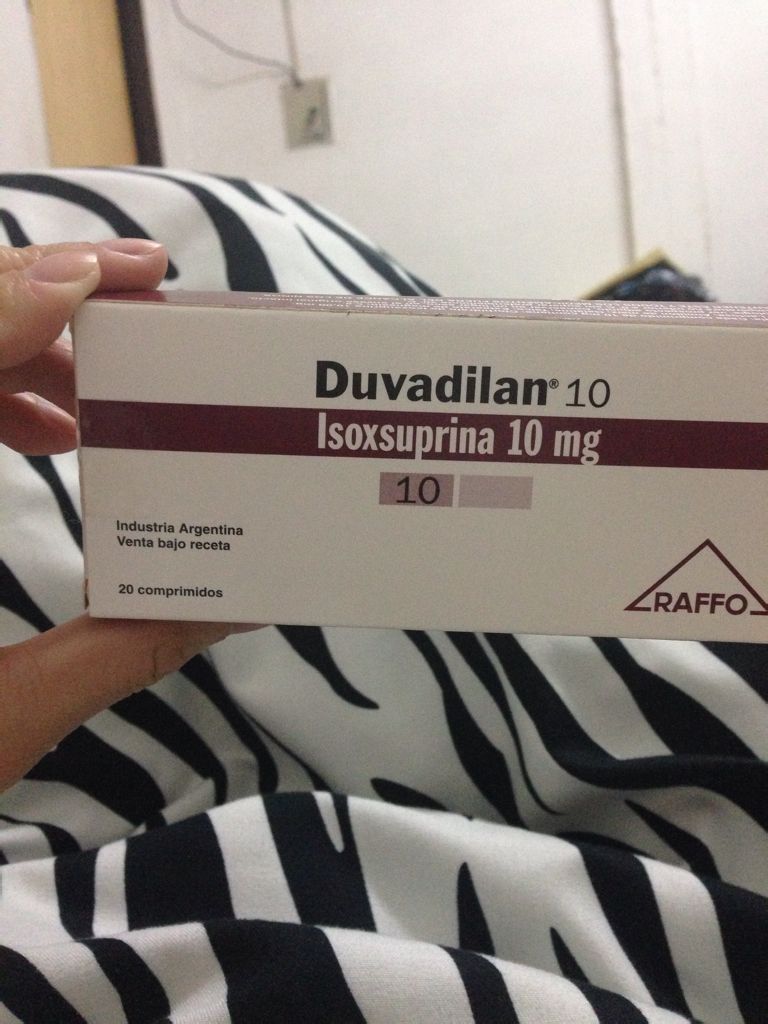 Duvadilan® 10
Isoxsuprina 10 mg
10
Industria Argentina
Venta bajo receta
20 comprimidos
RAFFO